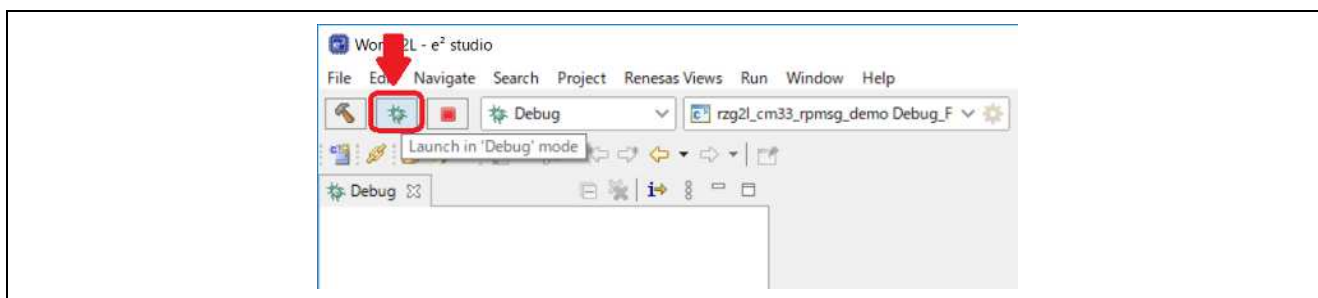 2L - e² studio
File Navigate Search Project Renesas Views Run Window Help
Debug rzg2l_cm33_rpmsg_demo Debug_F
Launch in 'Debug' mode
Debug